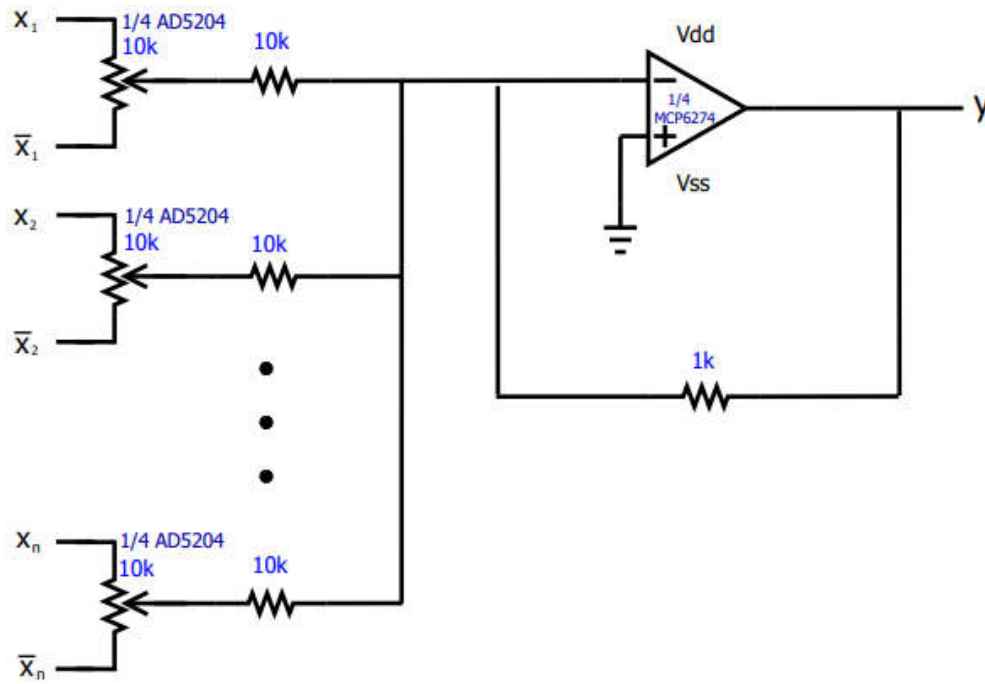 x₁
1/4 AD5204
10k
10k
x̅₁
x₂
1/4 AD5204
10k
10k
x̅₂
xₙ
1/4 AD5204
10k
10k
x̅ₙ
Vdd
1/4
MCP6274
Vss
y
1k